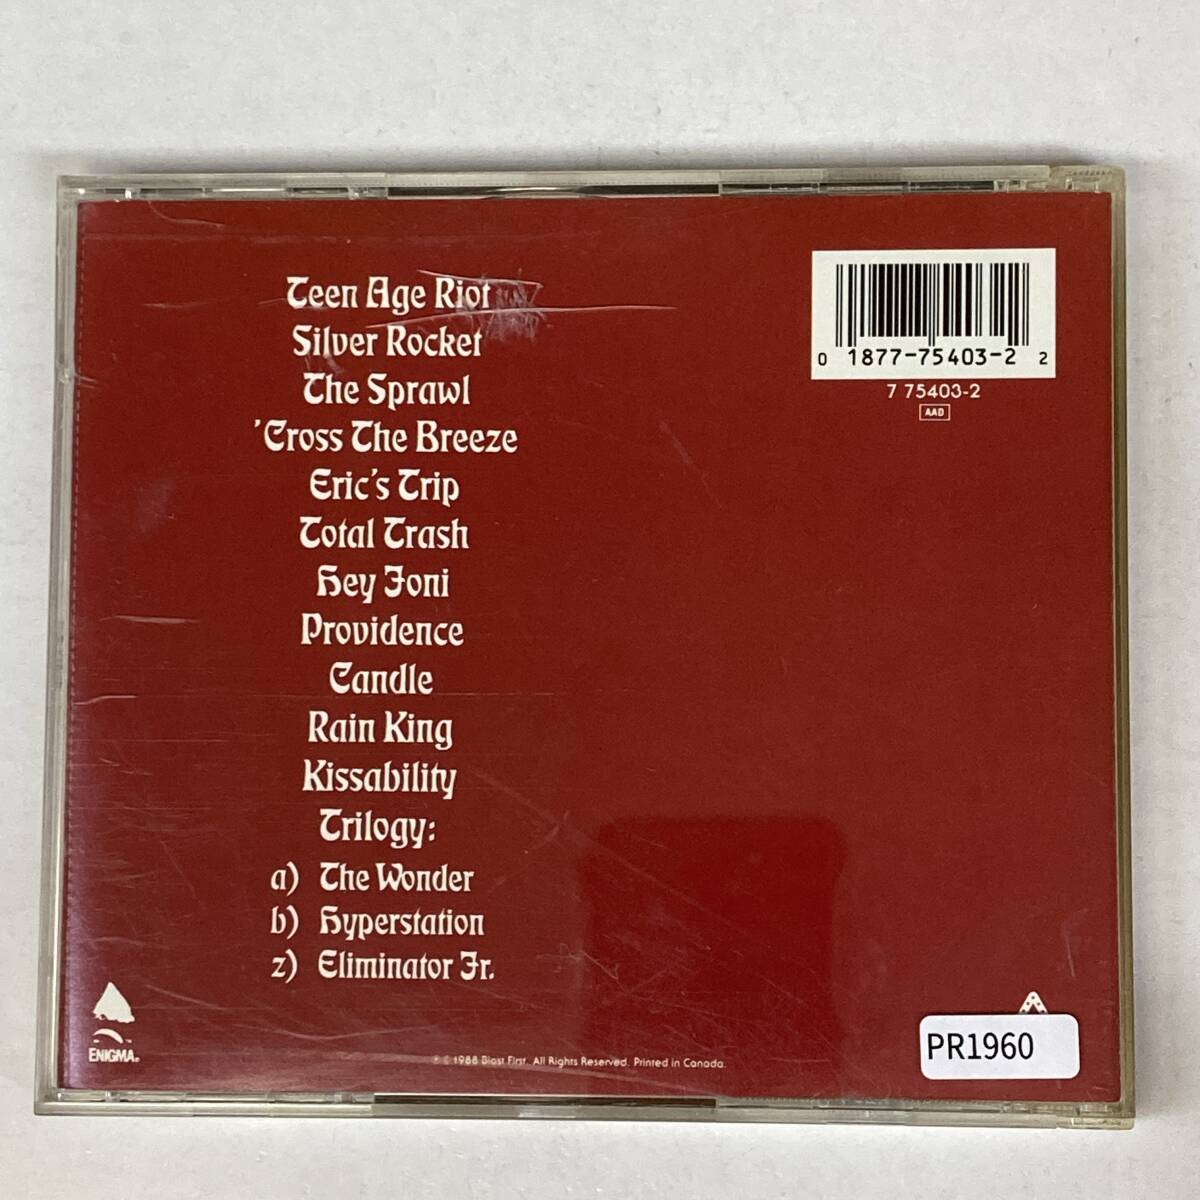 Teen Age Riot
Silver Rocket
The Sprawl
'Cross The Breeze
Eric's Trip
Total Trash
Hey Joni
Providence
Candle
Rain King
Kissability
Trilogy:
a) The Wonder
b) Hyperstation
z) Eliminator Jr.
0 1877-75403-2 2
7 75403-2
AAD
ENIGMA®
℗ © 1988 Blast First. All Rights Reserved. Printed in Canada.
PR1960